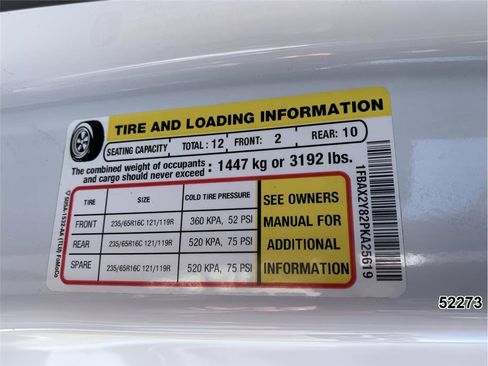 TIRE AND LOADING INFORMATION
SEATING CAPACITY TOTAL: 12 FRONT: 2 REAR: 10
The combined weight of occupants and cargo should never exceed : 1447 kg or 3192 lbs.
TIRE SIZE COLD TIRE PRESSURE
FRONT 235/65R16C 121/119R 360 KPA, 52 PSI
REAR 235/65R16C 121/119R 520 KPA, 75 PSI
SPARE 235/65R16C 121/119R 520 KPA, 75 PSI
SEE OWNERS
MANUAL FOR
ADDITIONAL
INFORMATION
1FBAX2Y82PKA25619
52273